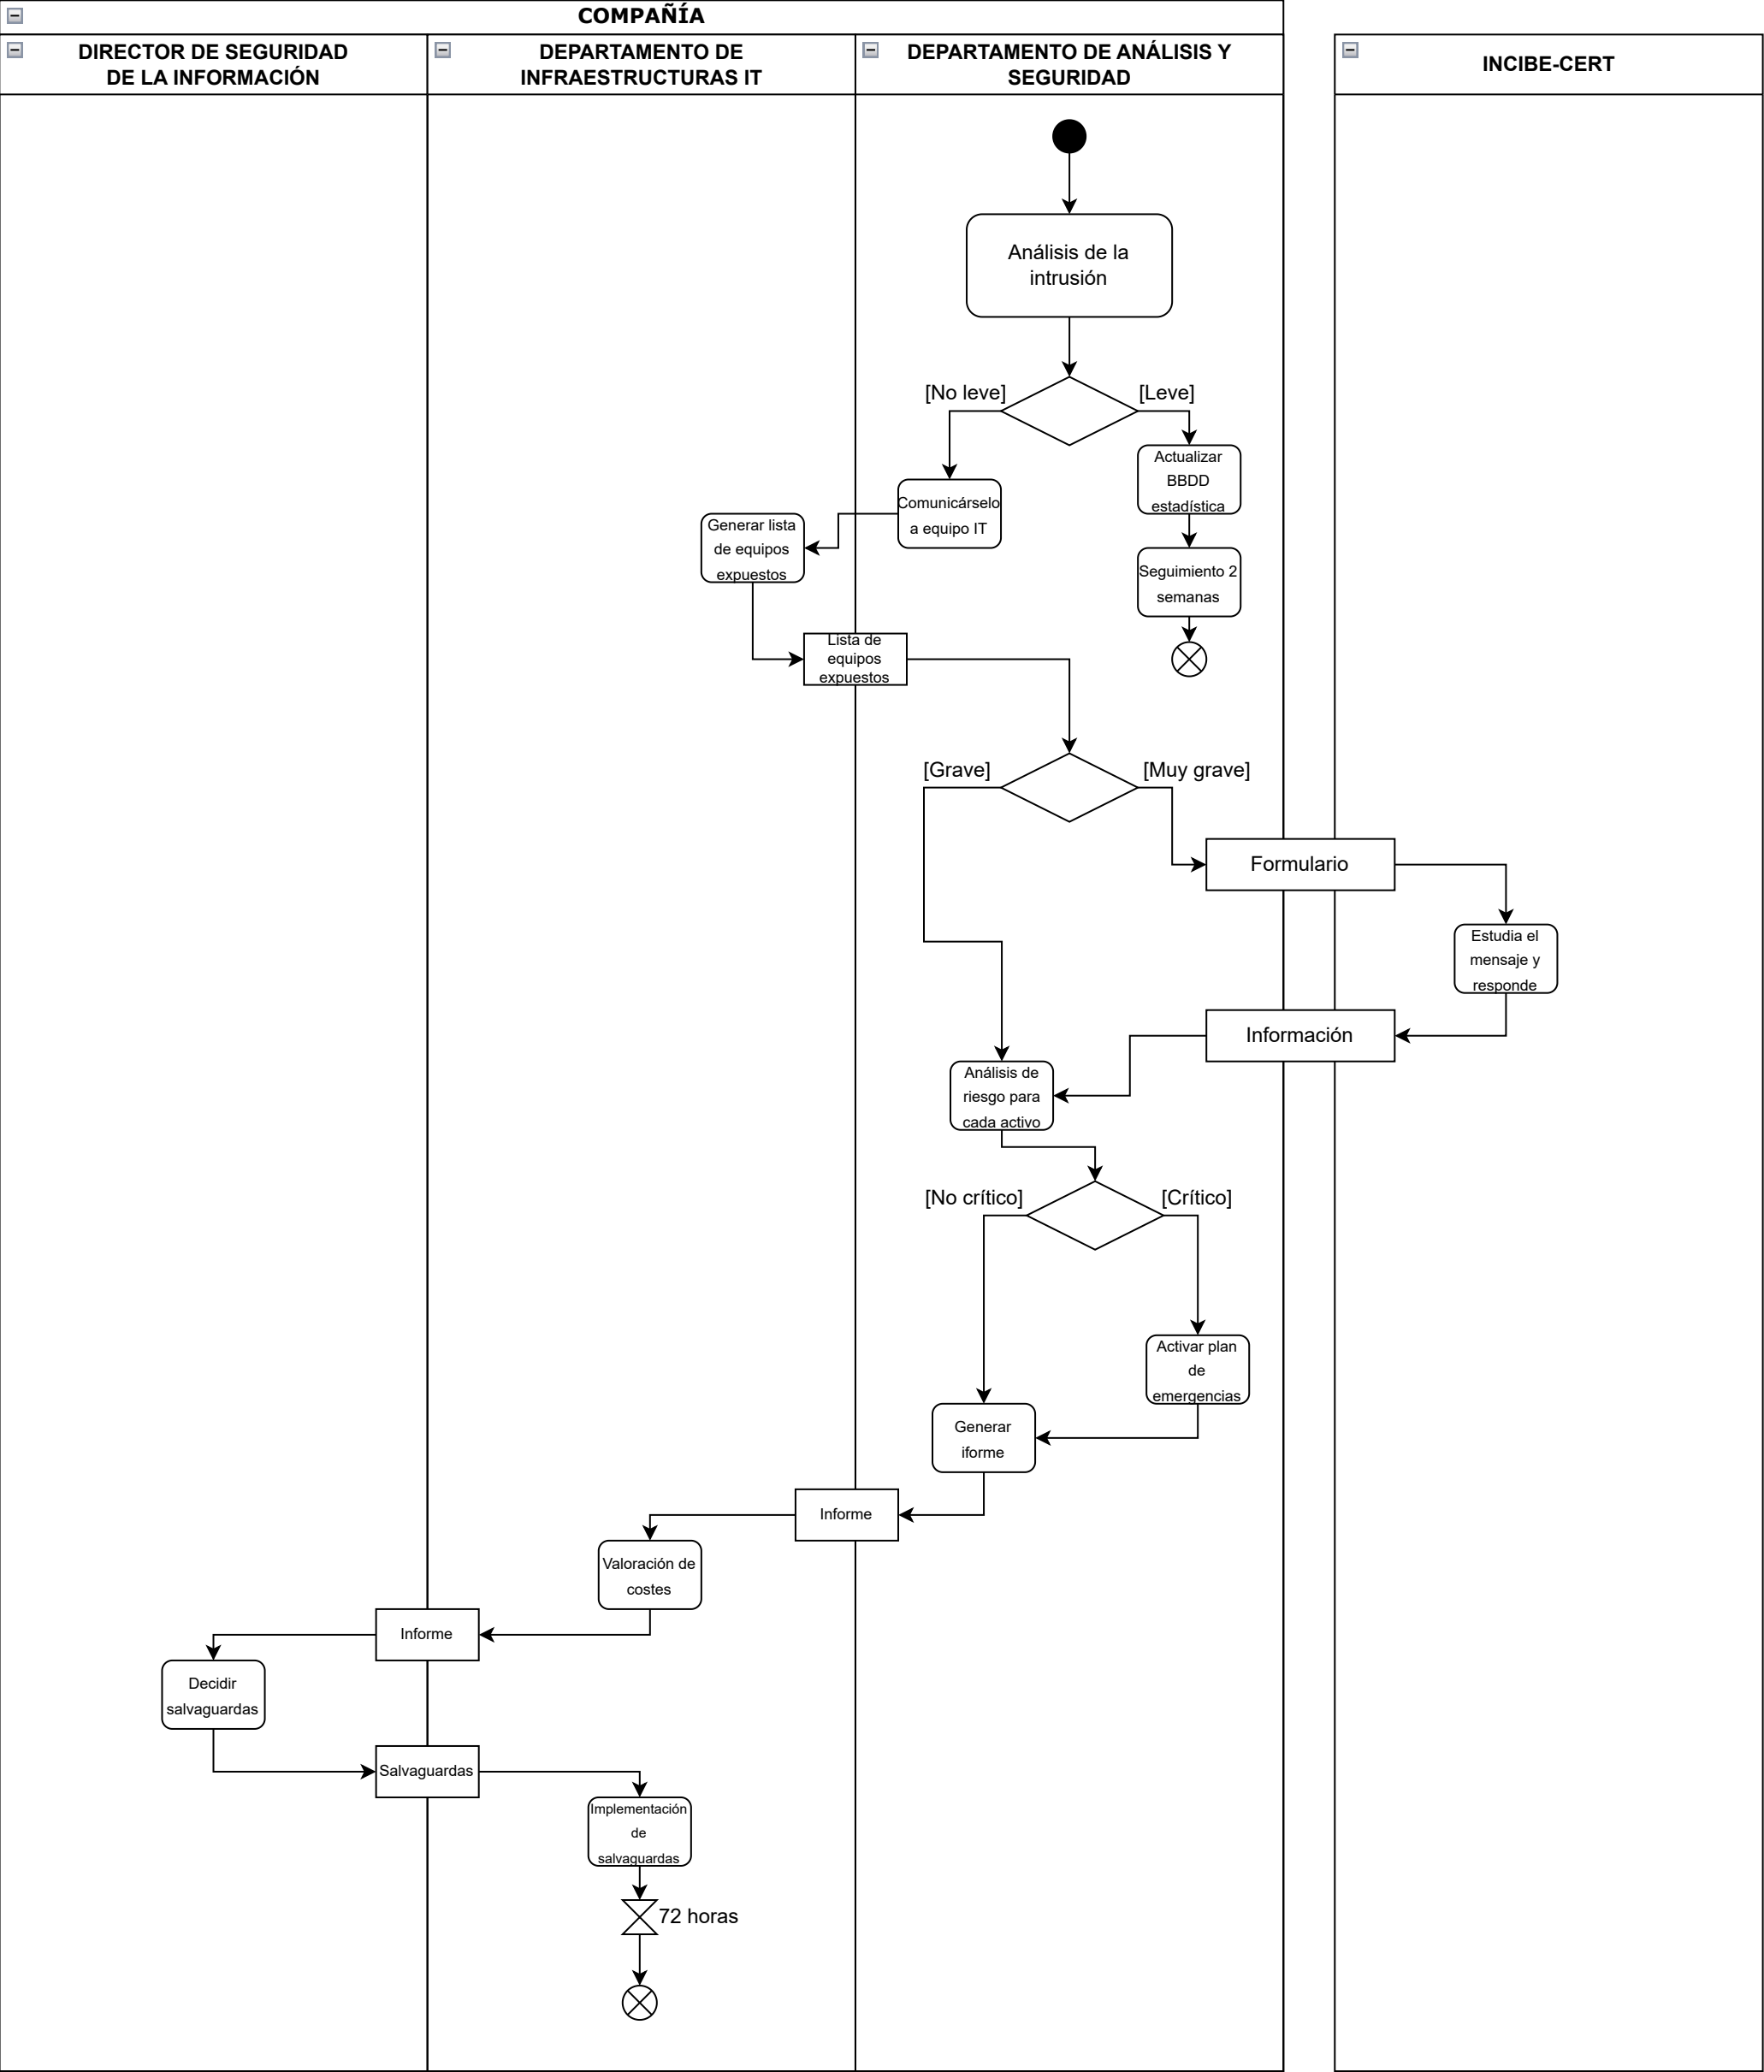 COMPAÑÍA
DIRECTOR DE SEGURIDAD
DE LA INFORMACIÓN
DEPARTAMENTO DE
INFRAESTRUCTURAS IT
DEPARTAMENTO DE ANÁLISIS Y
SEGURIDAD
INCIBE-CERT
Análisis de la
intrusión
[No leve]
[Leve]
Actualizar
BBDD
estadística
Comunicárselo
a equipo IT
Generar lista
de equipos
expuestos
Seguimiento 2
semanas
Lista de
equipos
expuestos
[Grave]
[Muy grave]
Formulario
Estudia el
mensaje y
responde
Información
Análisis de
riesgo para
cada activo
[No crítico]
[Crítico]
Activar plan
de
emergencias
Generar
iforme
Informe
Valoración de
costes
Informe
Decidir
salvaguardas
Salvaguardas
Implementación
de
salvaguardas
72 horas